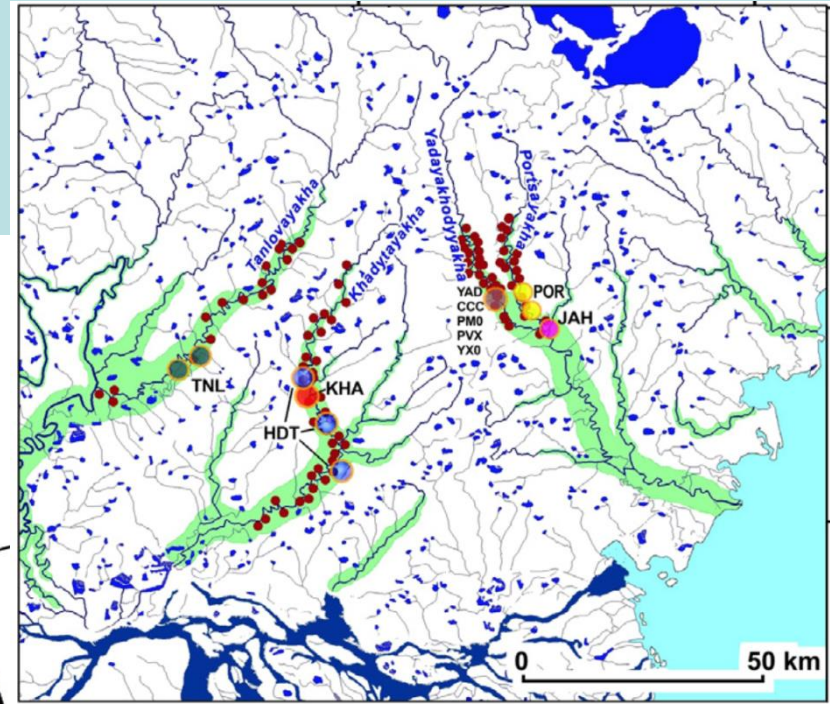 Tanlovayakha
Khadytayakha
Yadayakhodyyakha
Portsayakha
YAD
CCC
PM0
PVX
YX0
POR
JAH
TNL
KHA
HDT
0 50 km